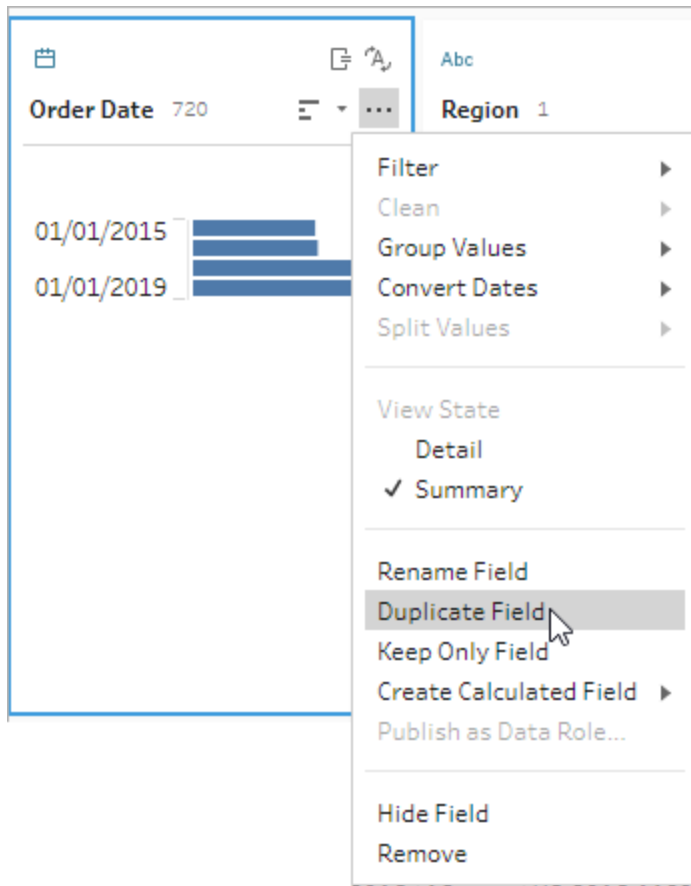 Abc
Order Date 720
Region 1
01/01/2015
01/01/2019
Filter
Clean
Group Values
Convert Dates
Split Values
View State
Detail
Summary
Rename Field
Duplicate Field
Keep Only Field
Create Calculated Field
Publish as Data Role...
Hide Field
Remove